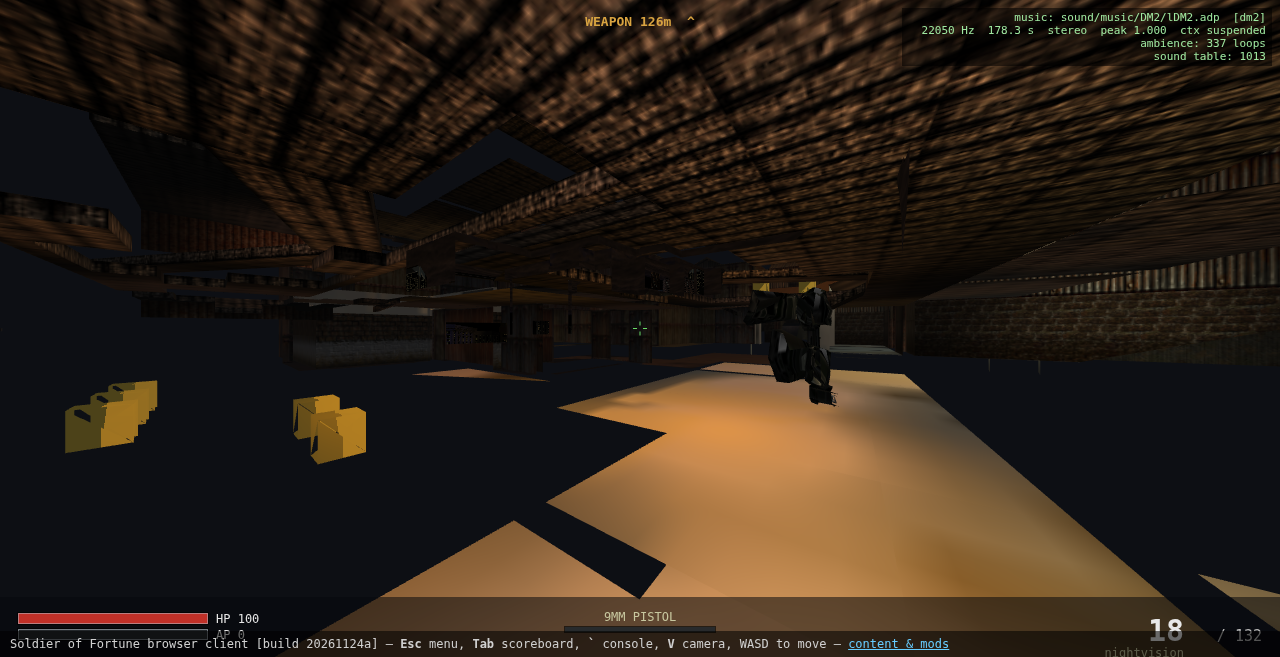 WEAPON 126m ^
music: sound/music/DM2/lDM2.adp [dm2]
22050 Hz 178.3 s stereo peak 1.000 ctx suspended
ambience: 337 loops
sound table: 1013
HP 100
AP 0
9MM PISTOL
18 / 132
nightvision
Soldier of Fortune browser client [build 20261124a] — Esc menu, Tab scoreboard, ` console, V camera, WASD to move — content & mods